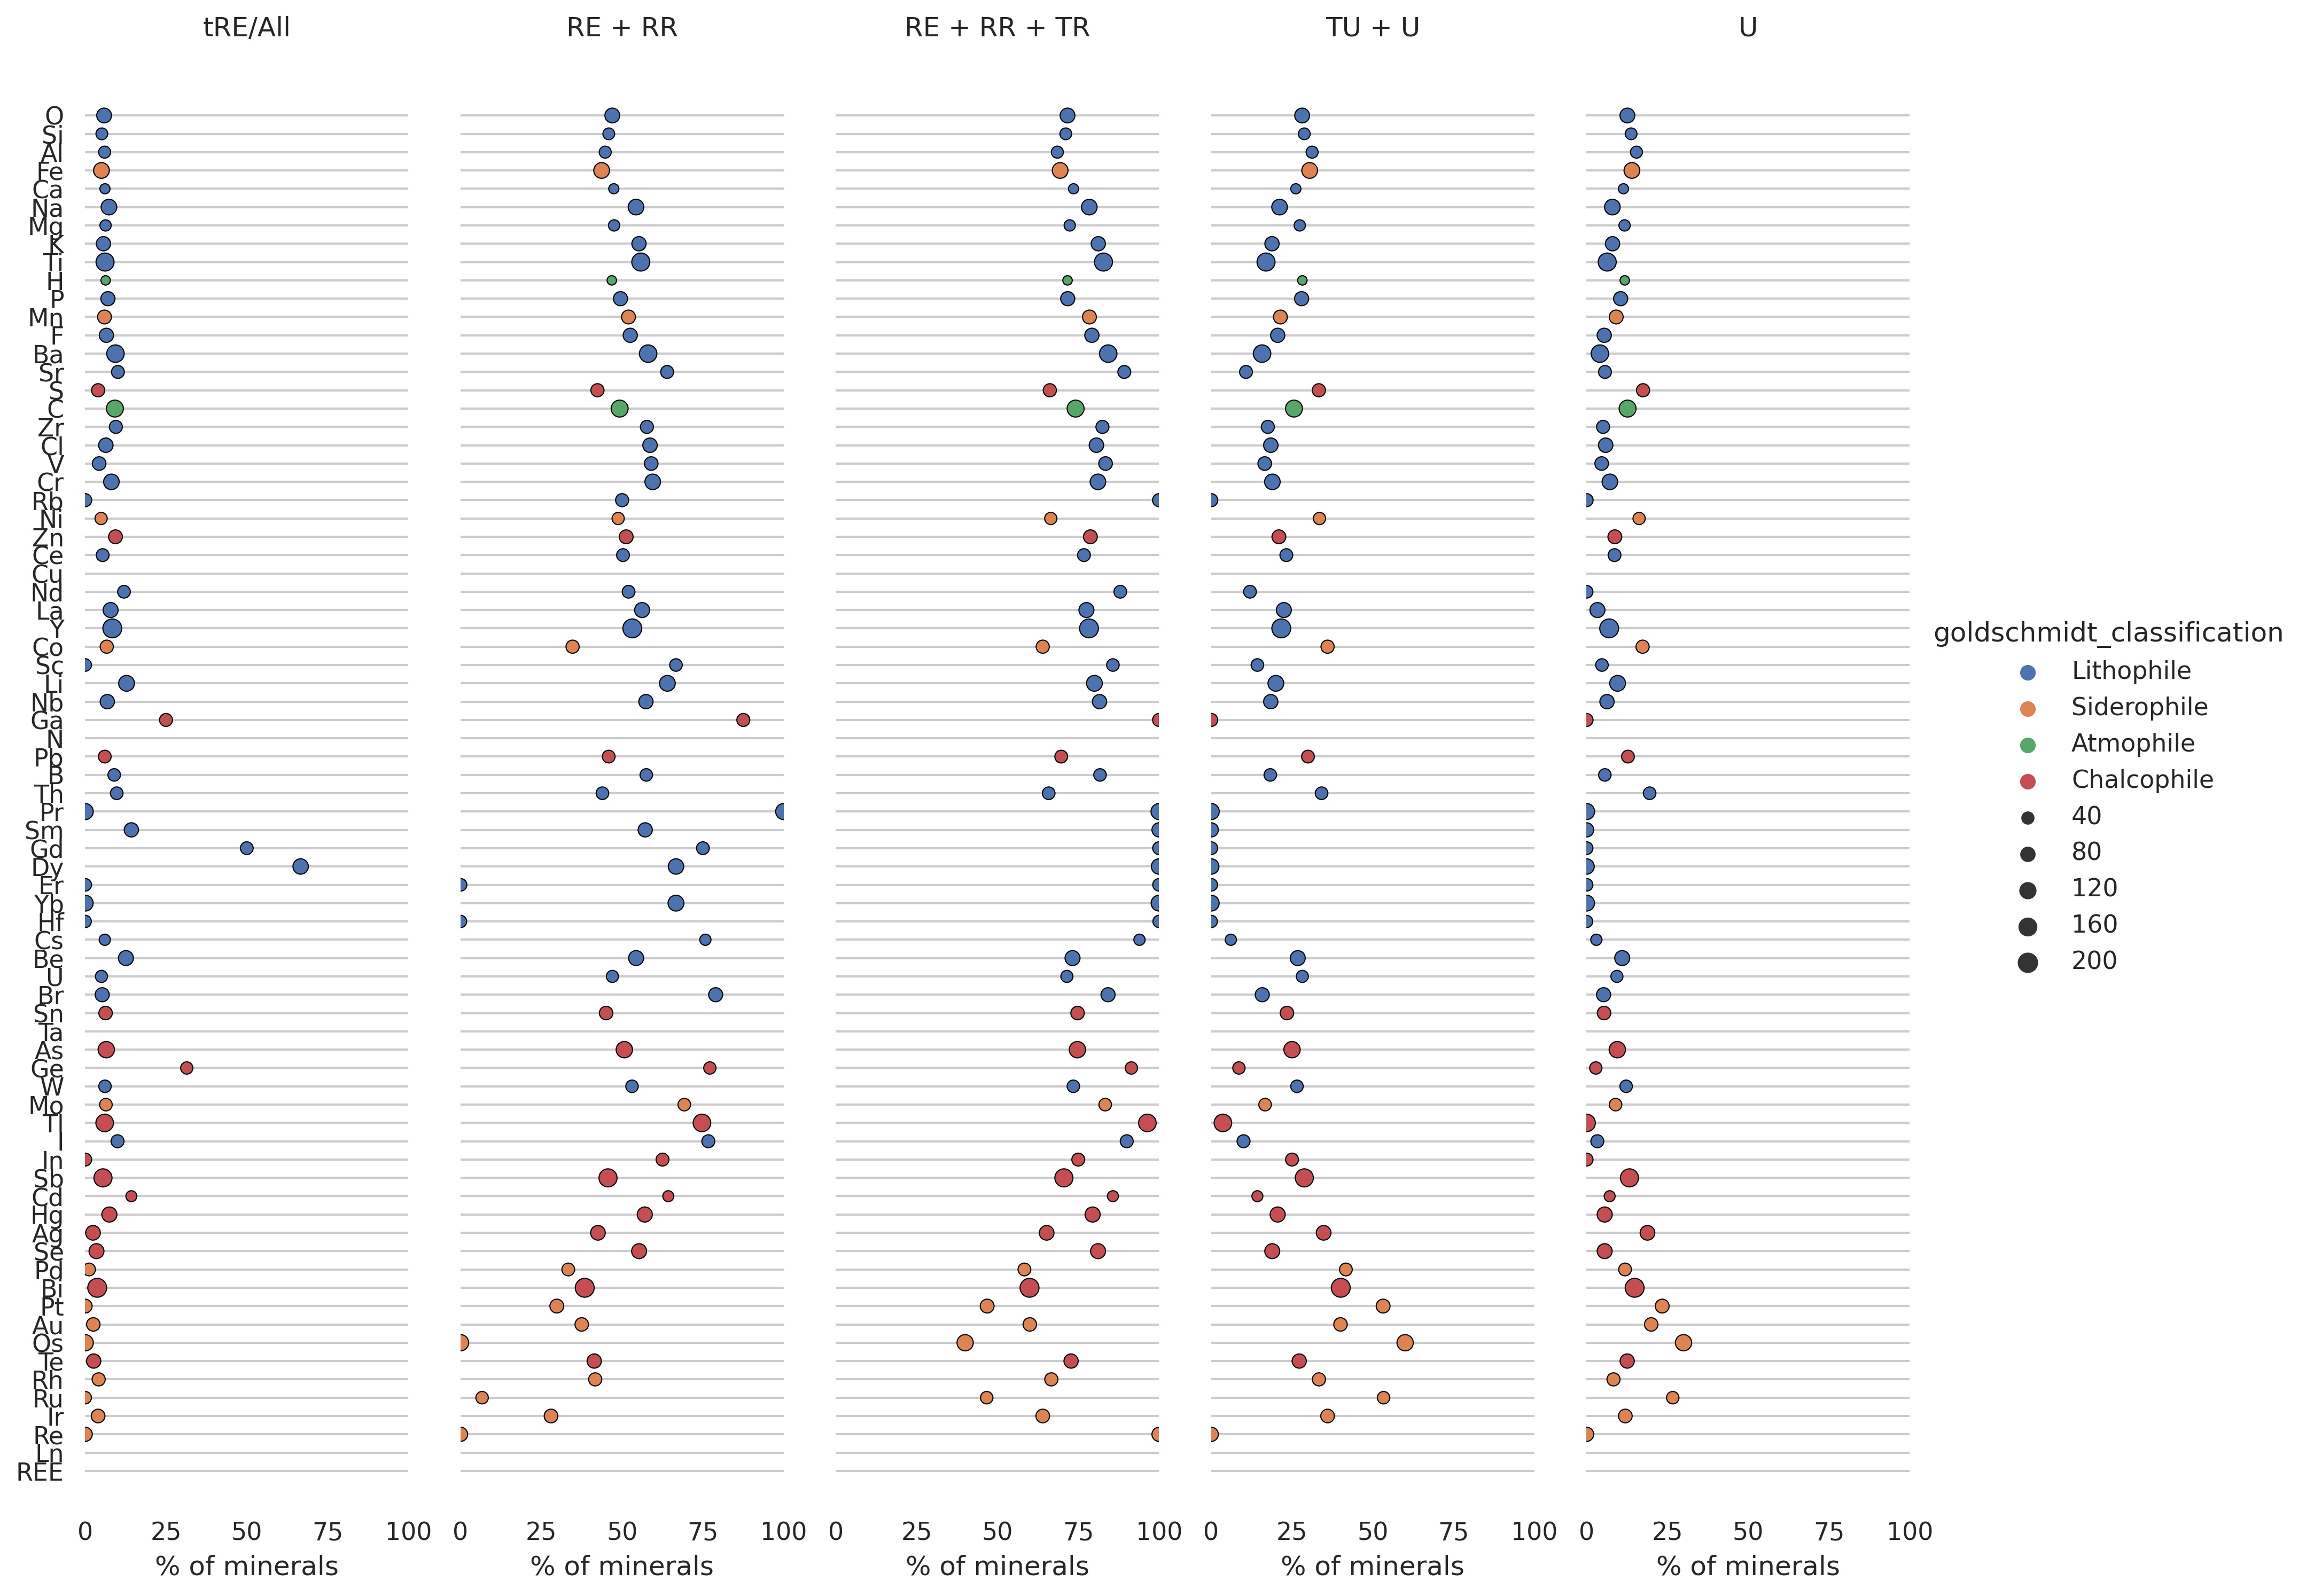 tRE/All
RE + RR
RE + RR + TR
TU + U
U
O
Si
Al
Fe
Ca
Na
Mg
K
Ti
H
P
Mn
F
Ba
Sr
S
C
Zr
Cl
V
Cr
Rb
Ni
Zn
Ce
Cu
Nd
La
Y
Co
Sc
Li
Nb
Ga
N
Pb
B
Th
Pr
Sm
Gd
Dy
Er
Yb
Hf
Cs
Be
U
Br
Sn
Ta
As
Ge
W
Mo
Tl
I
In
Sb
Cd
Hg
Ag
Se
Pd
Bi
Pt
Au
Os
Te
Rh
Ru
Ir
Re
Ln
REE
0 25 50 75 100
0 25 50 75 100
0 25 50 75 100
0 25 50 75 100
0 25 50 75 100
% of minerals
% of minerals
% of minerals
% of minerals
% of minerals
goldschmidt_classification
Lithophile
Siderophile
Atmophile
Chalcophile
40
80
120
160
200